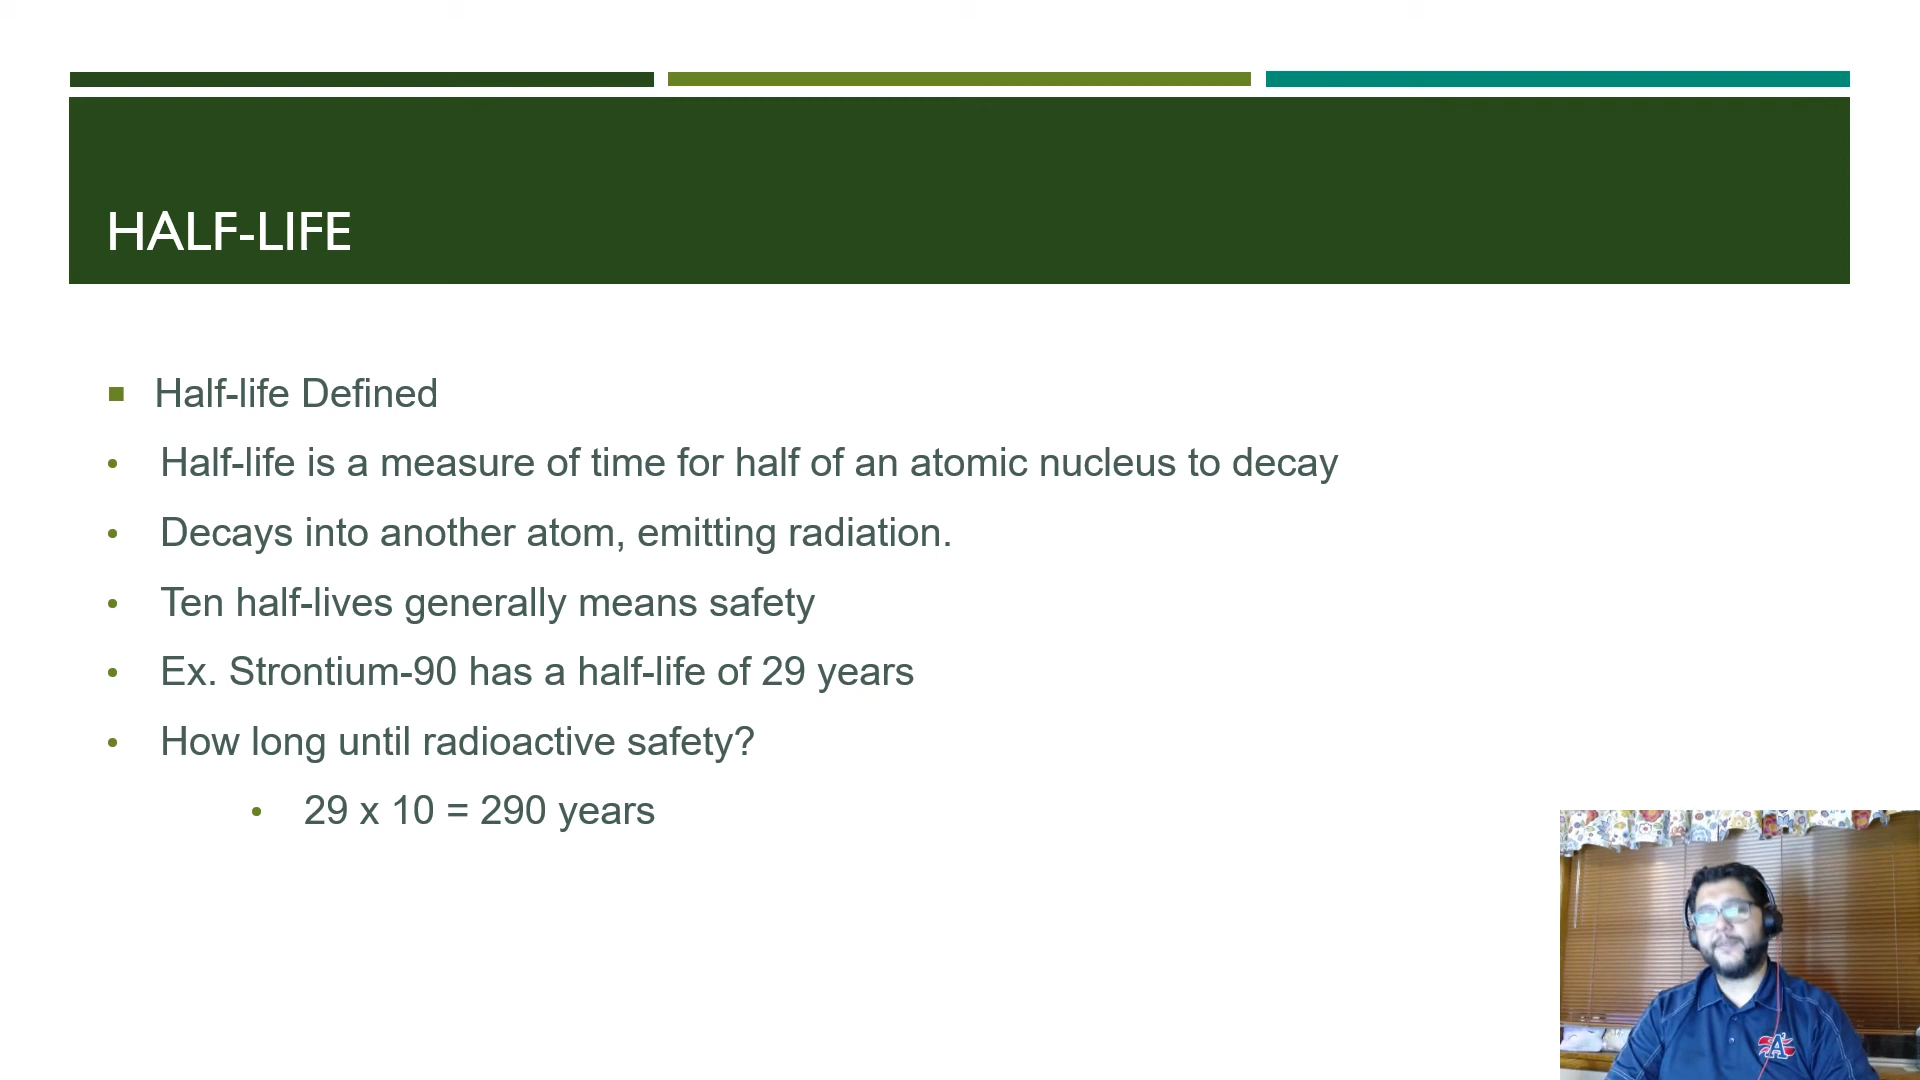 HALF-LIFE
Half-life Defined
Half-life is a measure of time for half of an atomic nucleus to decay
Decays into another atom, emitting radiation.
Ten half-lives generally means safety
Ex. Strontium-90 has a half-life of 29 years
How long until radioactive safety?
29 x 10 = 290 years
A